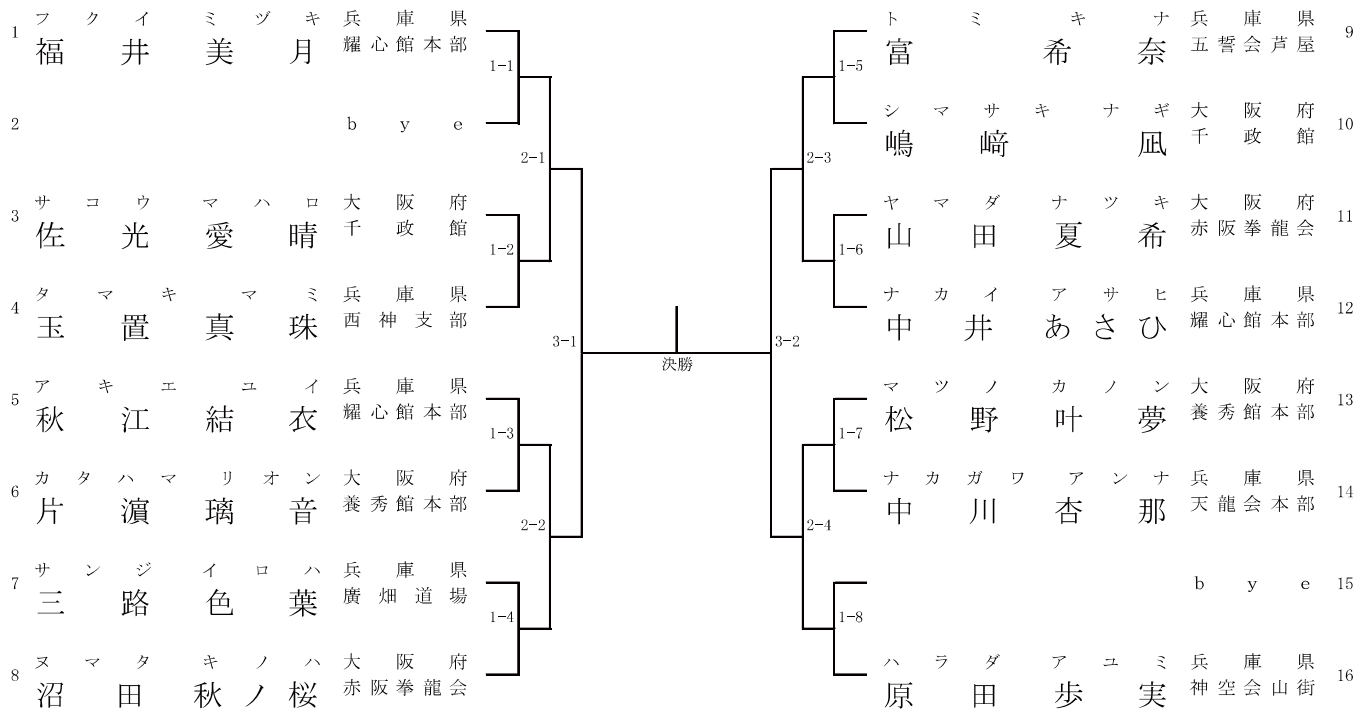 フクイ ミヅキ 兵庫県
1 福井 美月 耀心館本部
1-1
2 bye
2-1
サコウ マハロ 大阪府
3 佐光 愛晴 千政館
1-2
タマキ マミ 兵庫県
4 玉置 真珠 西神支部
3-1
アキエ ユイ 兵庫県
5 秋江 結衣 耀心館本部
1-3
カタハマ リオン 大阪府
6 片濵 璃音 養秀館本部
2-2
サンジ イロハ 兵庫県
7 三路 色葉 廣畑道場
1-4
ヌマタ キノハ 大阪府
8 沼田 秋ノ桜 赤阪拳龍会
決勝
トミ キナ 兵庫県
富 希奈 五誓会芦屋 9
1-5
シマサキ ナギ 大阪府
嶋﨑 凪 千政館 10
2-3
ヤマダ ナツキ 大阪府
山田 夏希 赤阪拳龍会 11
1-6
ナカイ アサヒ 兵庫県
中井 あさひ 耀心館本部 12
3-2
マツノ カノン 大阪府
松野 叶夢 養秀館本部 13
1-7
ナカガワ アンナ 兵庫県
中川 杏那 天龍会本部 14
2-4
bye 15
1-8
ハラダ アユミ 兵庫県
原田 歩実 神空会山街 16